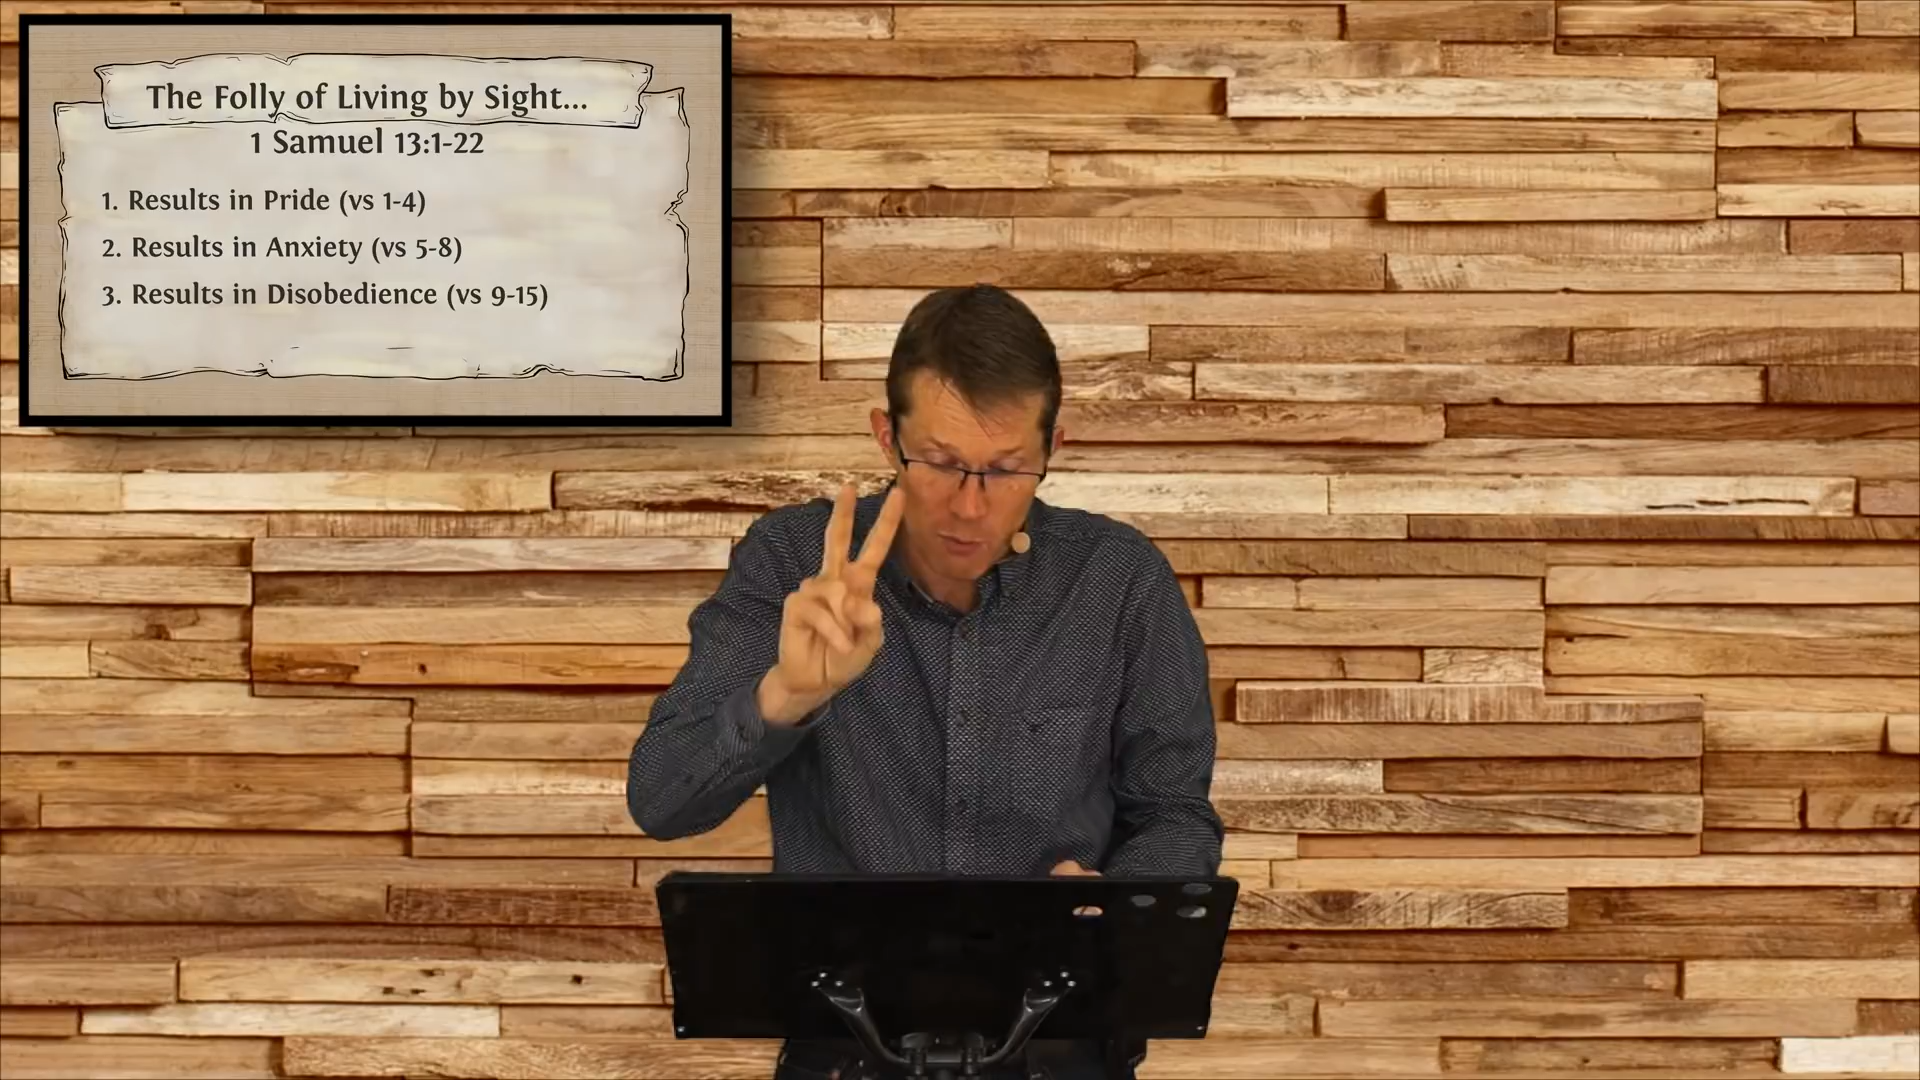 The Folly of Living by Sight...
1 Samuel 13:1-22
1. Results in Pride (vs 1-4)
2. Results in Anxiety (vs 5-8)
3. Results in Disobedience (vs 9-15)